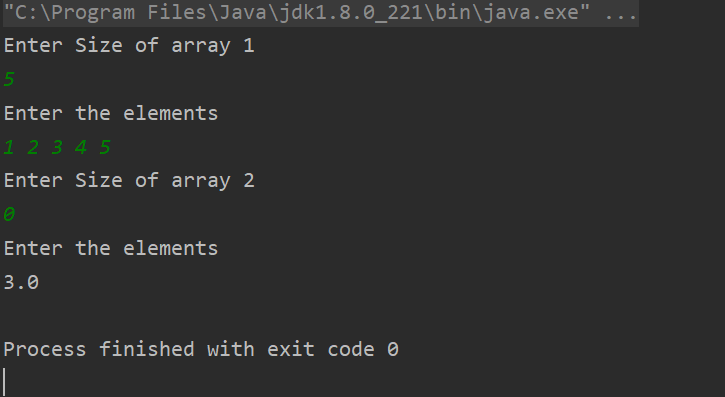 "C:\Program Files\Java\jdk1.8.0_221\bin\java.exe" ...
Enter Size of array 1
5
Enter the elements
1 2 3 4 5
Enter Size of array 2
0
Enter the elements
3.0
Process finished with exit code 0